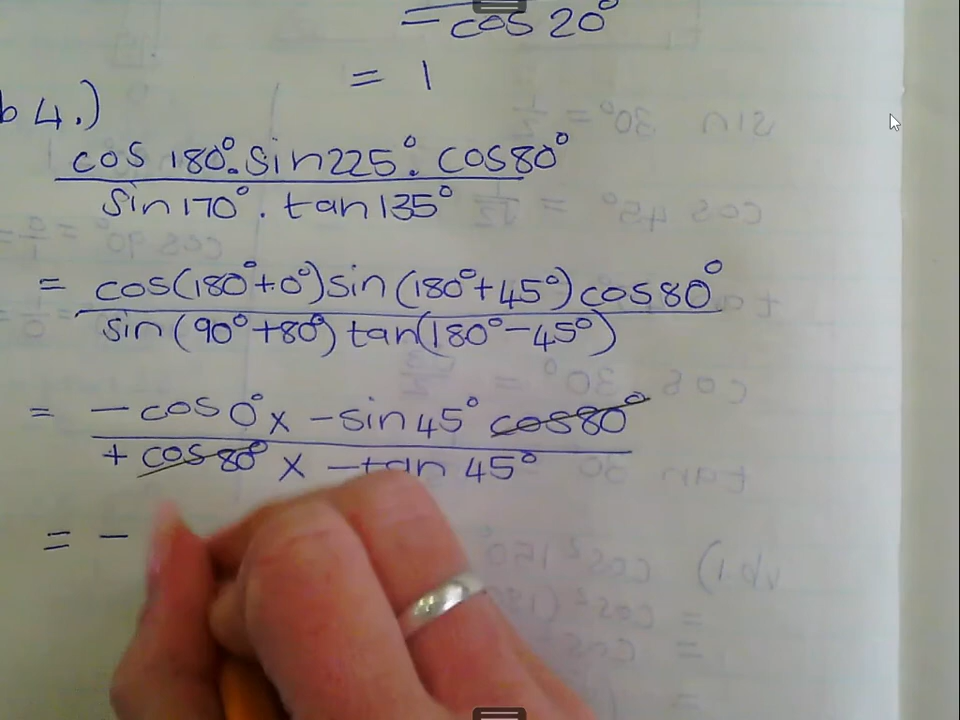 = cos 20°
= 1
b 4.)
cos 180°. sin 225°. cos 80°
sin 170° . tan 135°
= cos(180°+0°) sin (180°+45°) cos 80°
sin (90°+80°) tan(180°-45°)
= -cos 0° x -sin 45° cos 80°
+ cos 80° x -tan 45°
= -